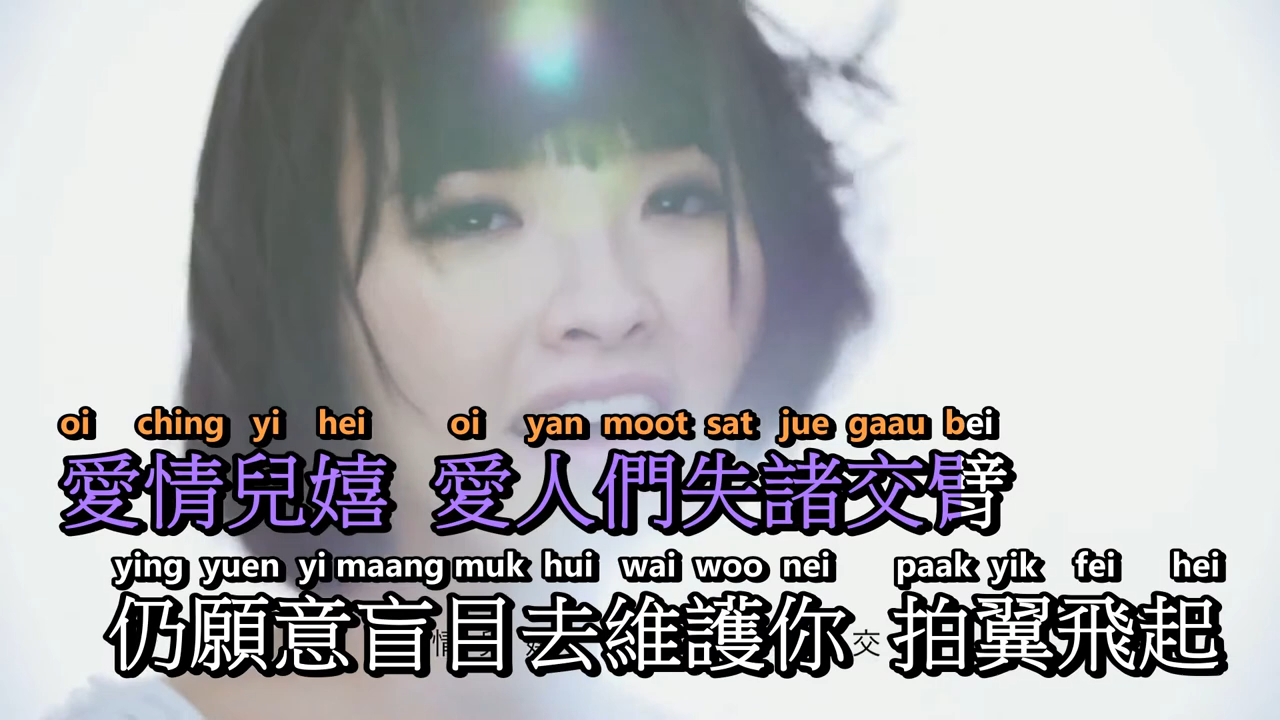 oi ching yi hei oi yan moot sat jue gaau bei
愛情兒嬉 愛人們失諸交臂
ying yuen yi maang muk hui wai woo nei paak yik fei hei
仍願意盲目去維護你 拍翼飛起